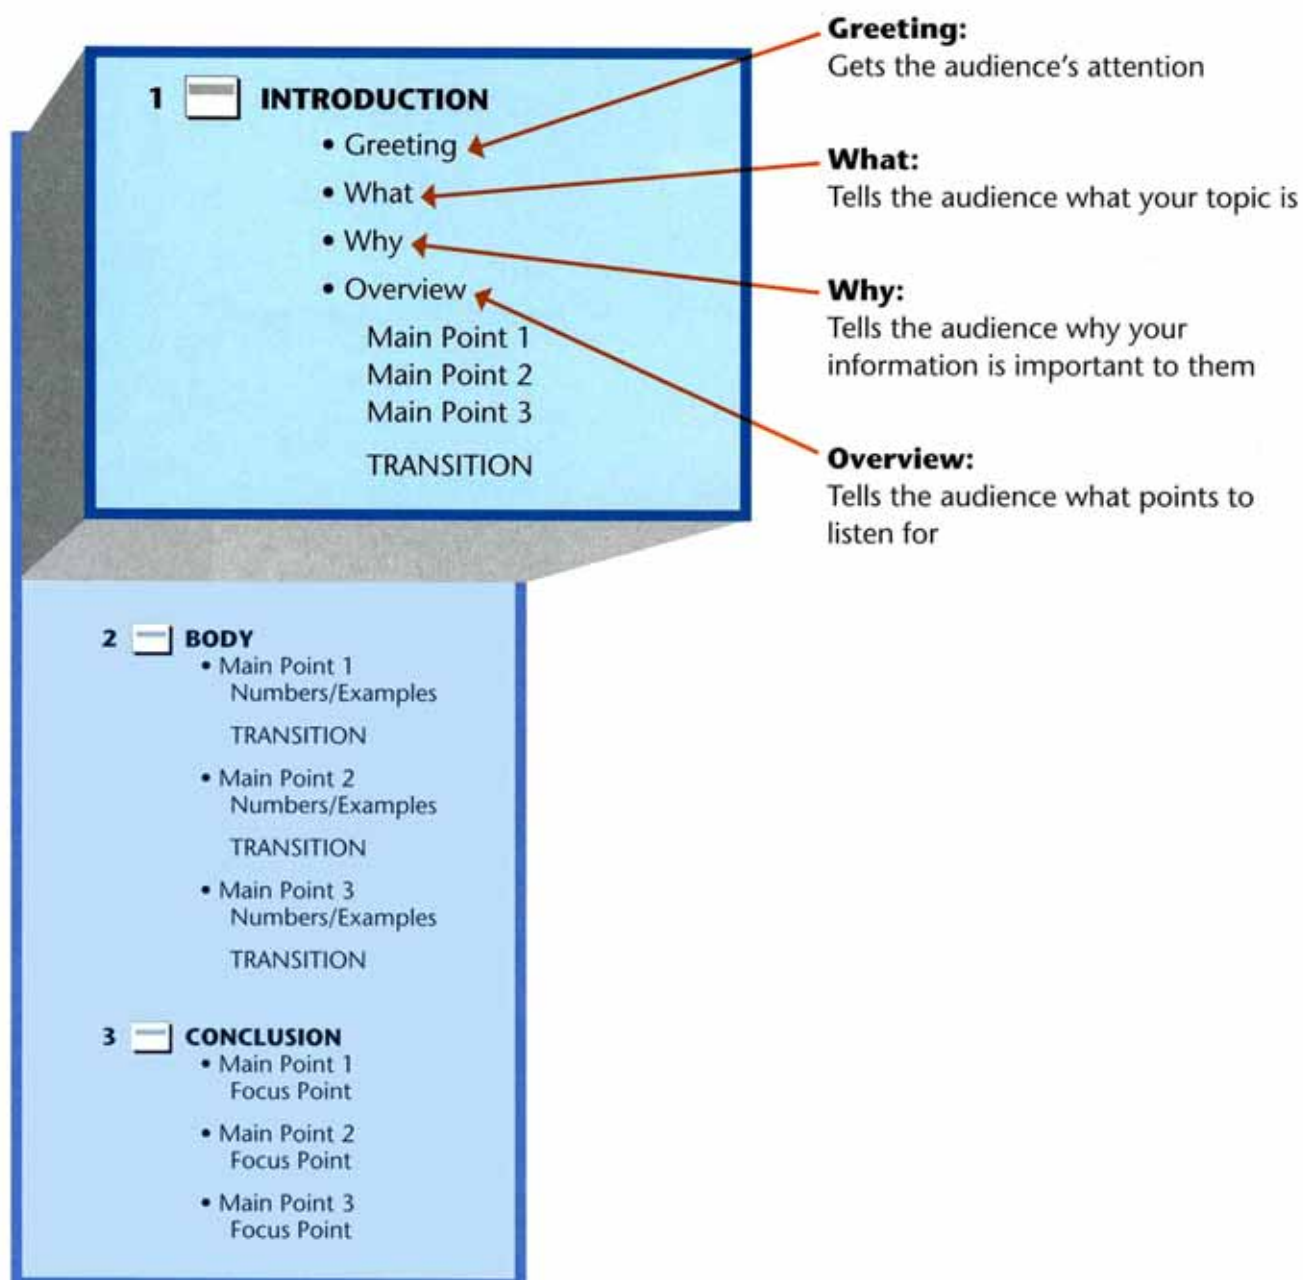 1 INTRODUCTION
• Greeting
• What
• Why
• Overview
Main Point 1
Main Point 2
Main Point 3
TRANSITION
Greeting:
Gets the audience's attention
What:
Tells the audience what your topic is
Why:
Tells the audience why your
information is important to them
Overview:
Tells the audience what points to
listen for
2 BODY
• Main Point 1
Numbers/Examples
TRANSITION
• Main Point 2
Numbers/Examples
TRANSITION
• Main Point 3
Numbers/Examples
TRANSITION
3 CONCLUSION
• Main Point 1
Focus Point
• Main Point 2
Focus Point
• Main Point 3
Focus Point